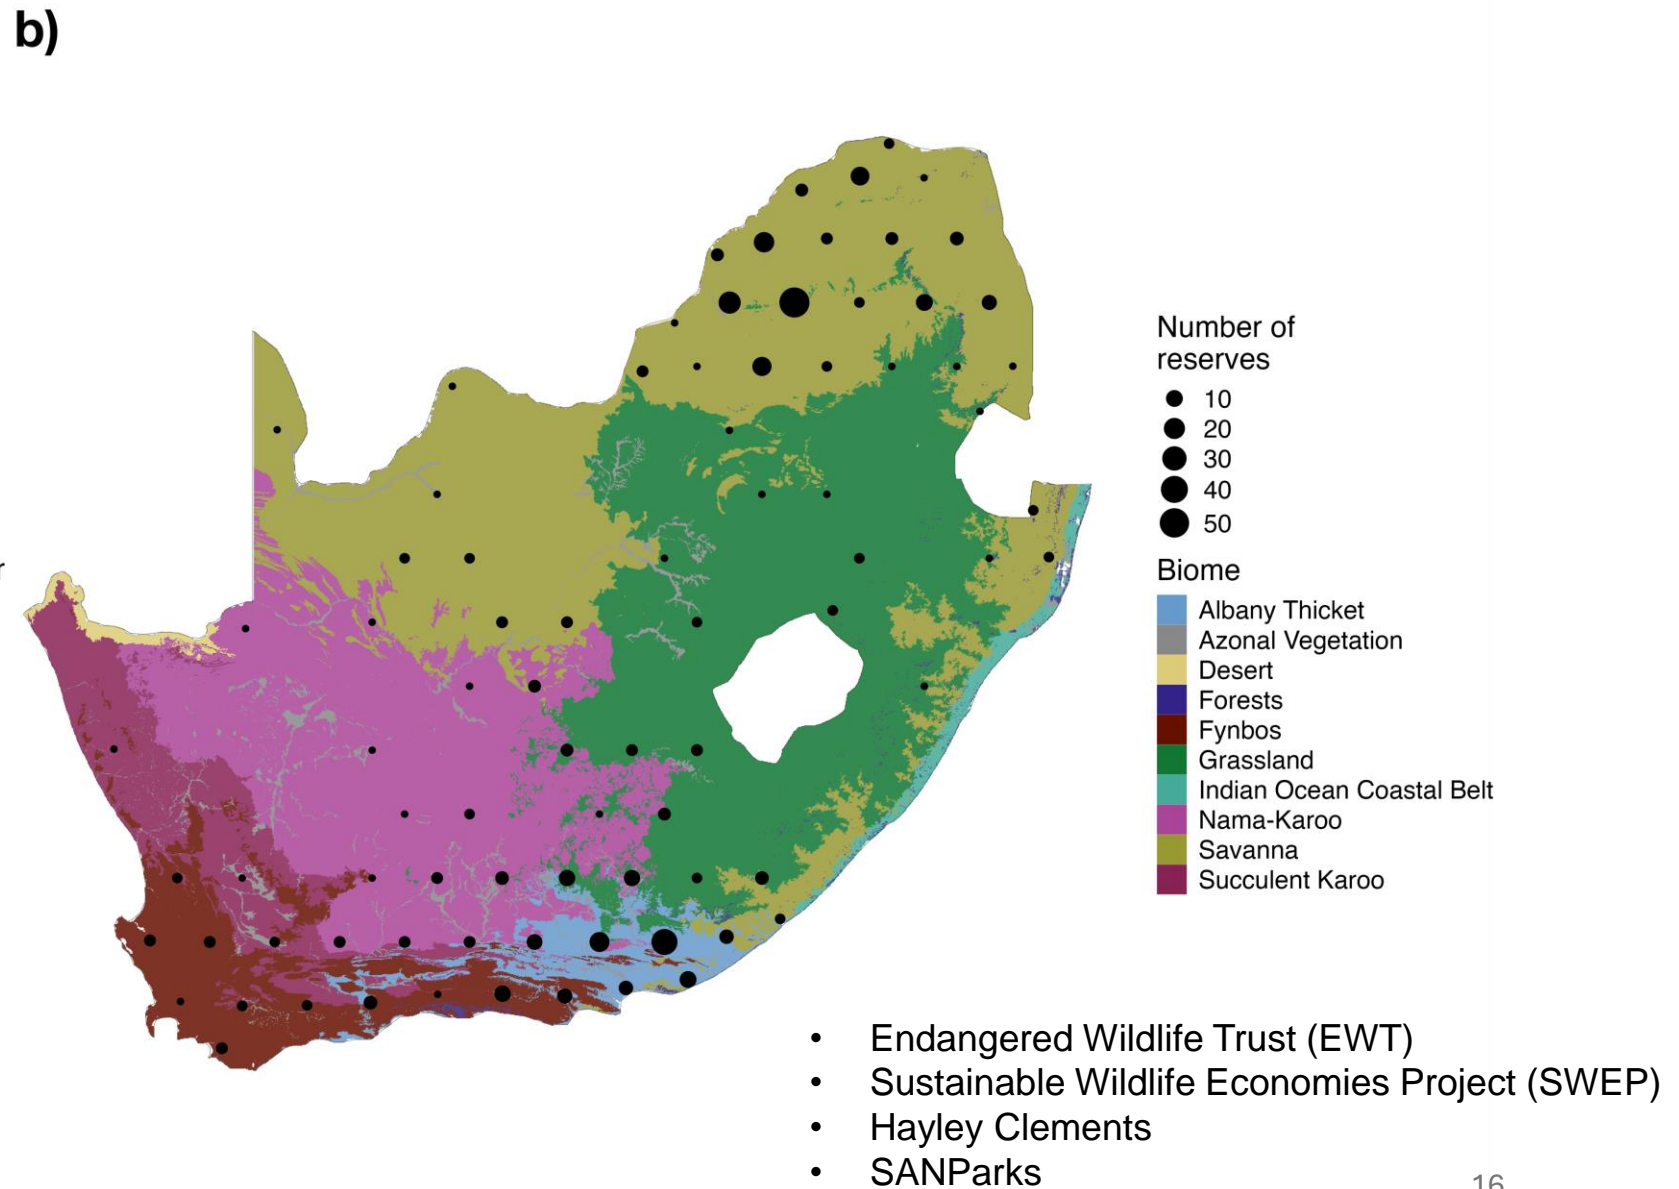 b)
Number of
reserves
10
20
30
40
50
Biome
Albany Thicket
Azonal Vegetation
Desert
Forests
Fynbos
Grassland
Indian Ocean Coastal Belt
Nama-Karoo
Savanna
Succulent Karoo
• Endangered Wildlife Trust (EWT)
• Sustainable Wildlife Economies Project (SWEP)
• Hayley Clements
• SANParks
16